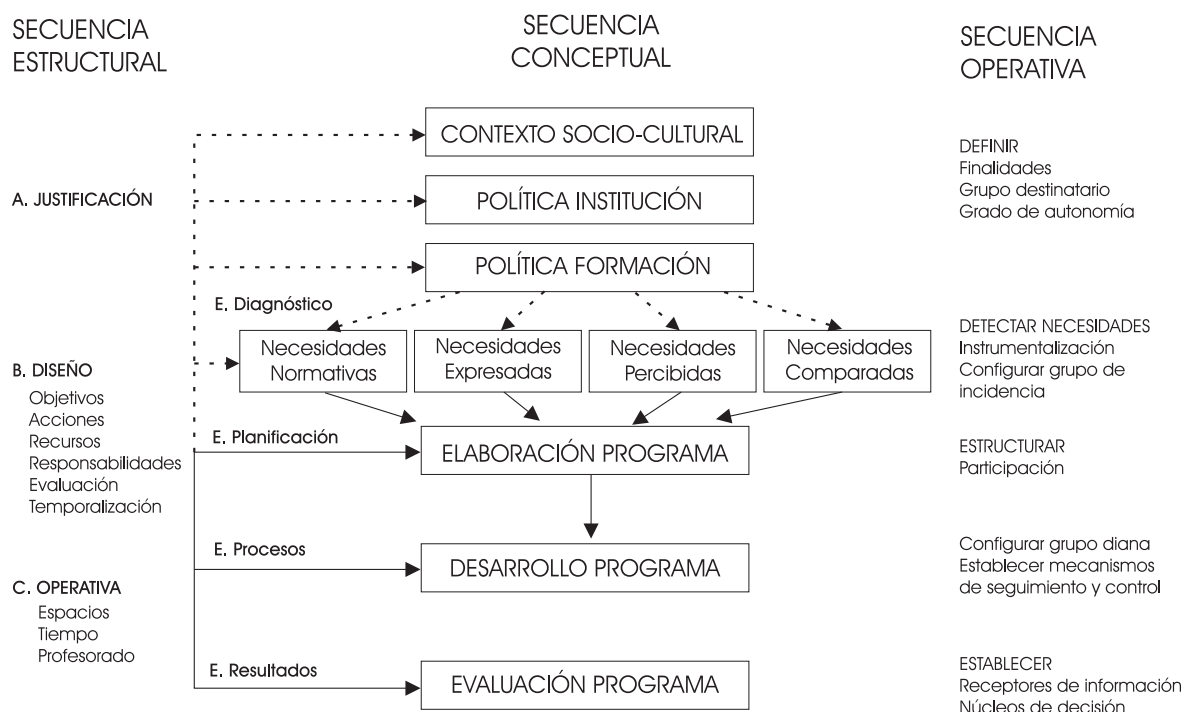 SECUENCIA
ESTRUCTURAL
SECUENCIA
CONCEPTUAL
SECUENCIA
OPERATIVA
CONTEXTO SOCIO-CULTURAL
DEFINIR
Finalidades
Grupo destinatario
Grado de autonomía
A. JUSTIFICACIÓN
POLÍTICA INSTITUCIÓN
POLÍTICA FORMACIÓN
E. Diagnóstico
Necesidades
Normativas
Necesidades
Expresadas
Necesidades
Percibidas
Necesidades
Comparadas
DETECTAR NECESIDADES
Instrumentalización
Configurar grupo de
incidencia
B. DISEÑO
Objetivos
Acciones
Recursos
Responsabilidades
Evaluación
Temporalización
E. Planificación
ELABORACIÓN PROGRAMA
ESTRUCTURAR
Participación
E. Procesos
DESARROLLO PROGRAMA
Configurar grupo diana
Establecer mecanismos
de seguimiento y control
C. OPERATIVA
Espacios
Tiempo
Profesorado
E. Resultados
EVALUACIÓN PROGRAMA
ESTABLECER
Receptores de información
Núcleos de decisión